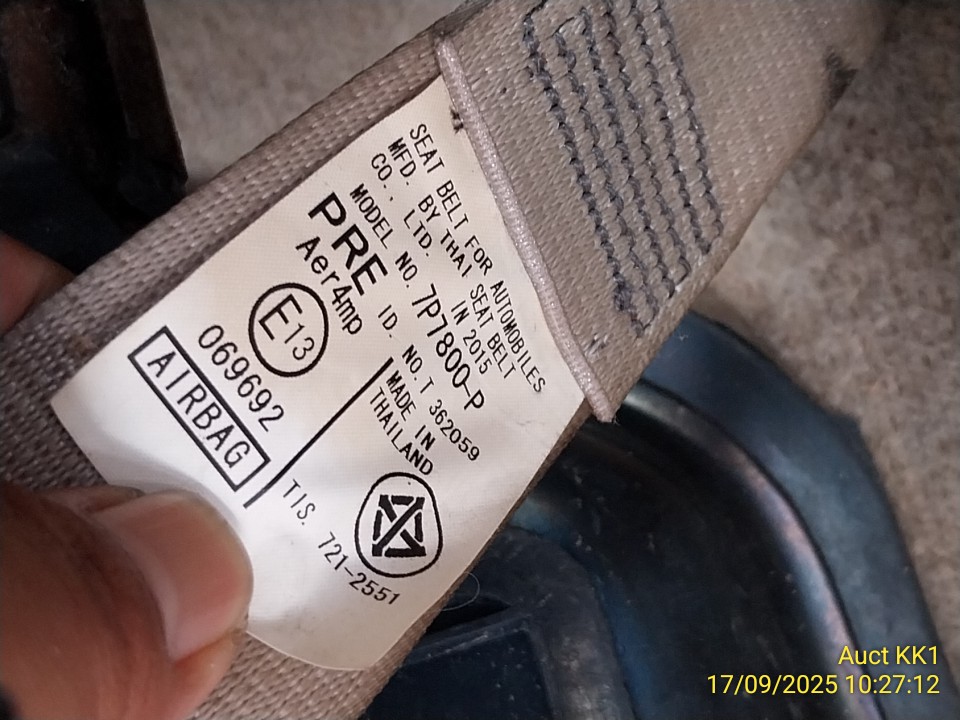 SEAT BELT FOR AUTOMOBILES
MFD. BY THAI SEAT BELT
CO., LTD. IN 2015
MODEL NO. 7P7800-P
PRE ID. NO. T 362059
Aer4mp
E13
MADE IN
THAILAND
069692
AIRBAG
T I S. 721-2551
Auct KK1
17/09/2025 10:27:12